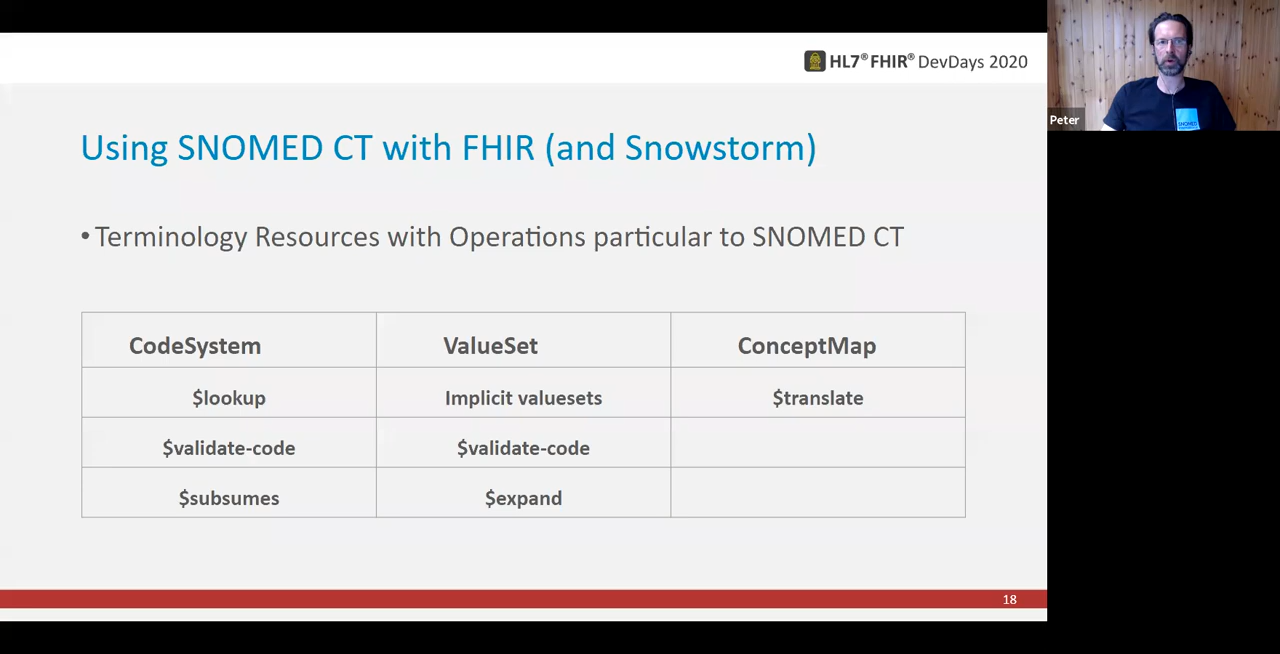 HL7® FHIR® DevDays 2020
Peter
Using SNOMED CT with FHIR (and Snowstorm)
• Terminology Resources with Operations particular to SNOMED CT
CodeSystem ValueSet ConceptMap
$lookup Implicit valuesets $translate
$validate-code $validate-code
$subsumes $expand
18